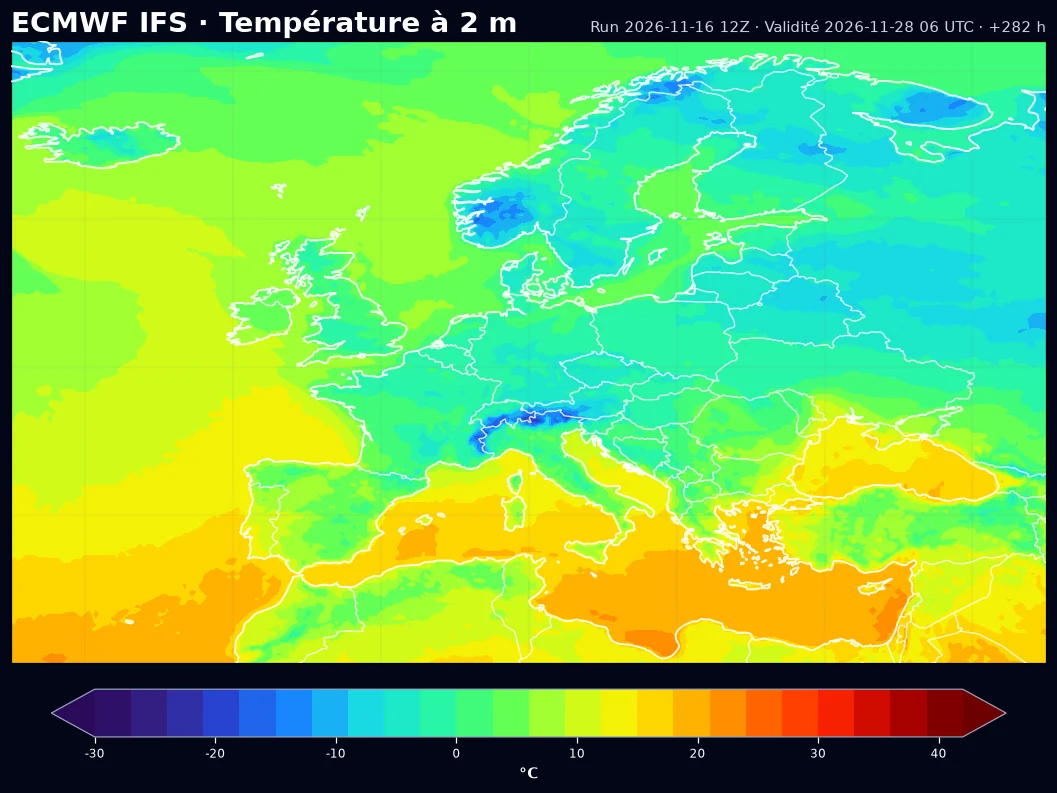 ECMWF IFS · Température à 2 m
Run 2026-11-16 12Z · Validité 2026-11-28 06 UTC · +282 h
-30 -20 -10 0 10 20 30 40
°C